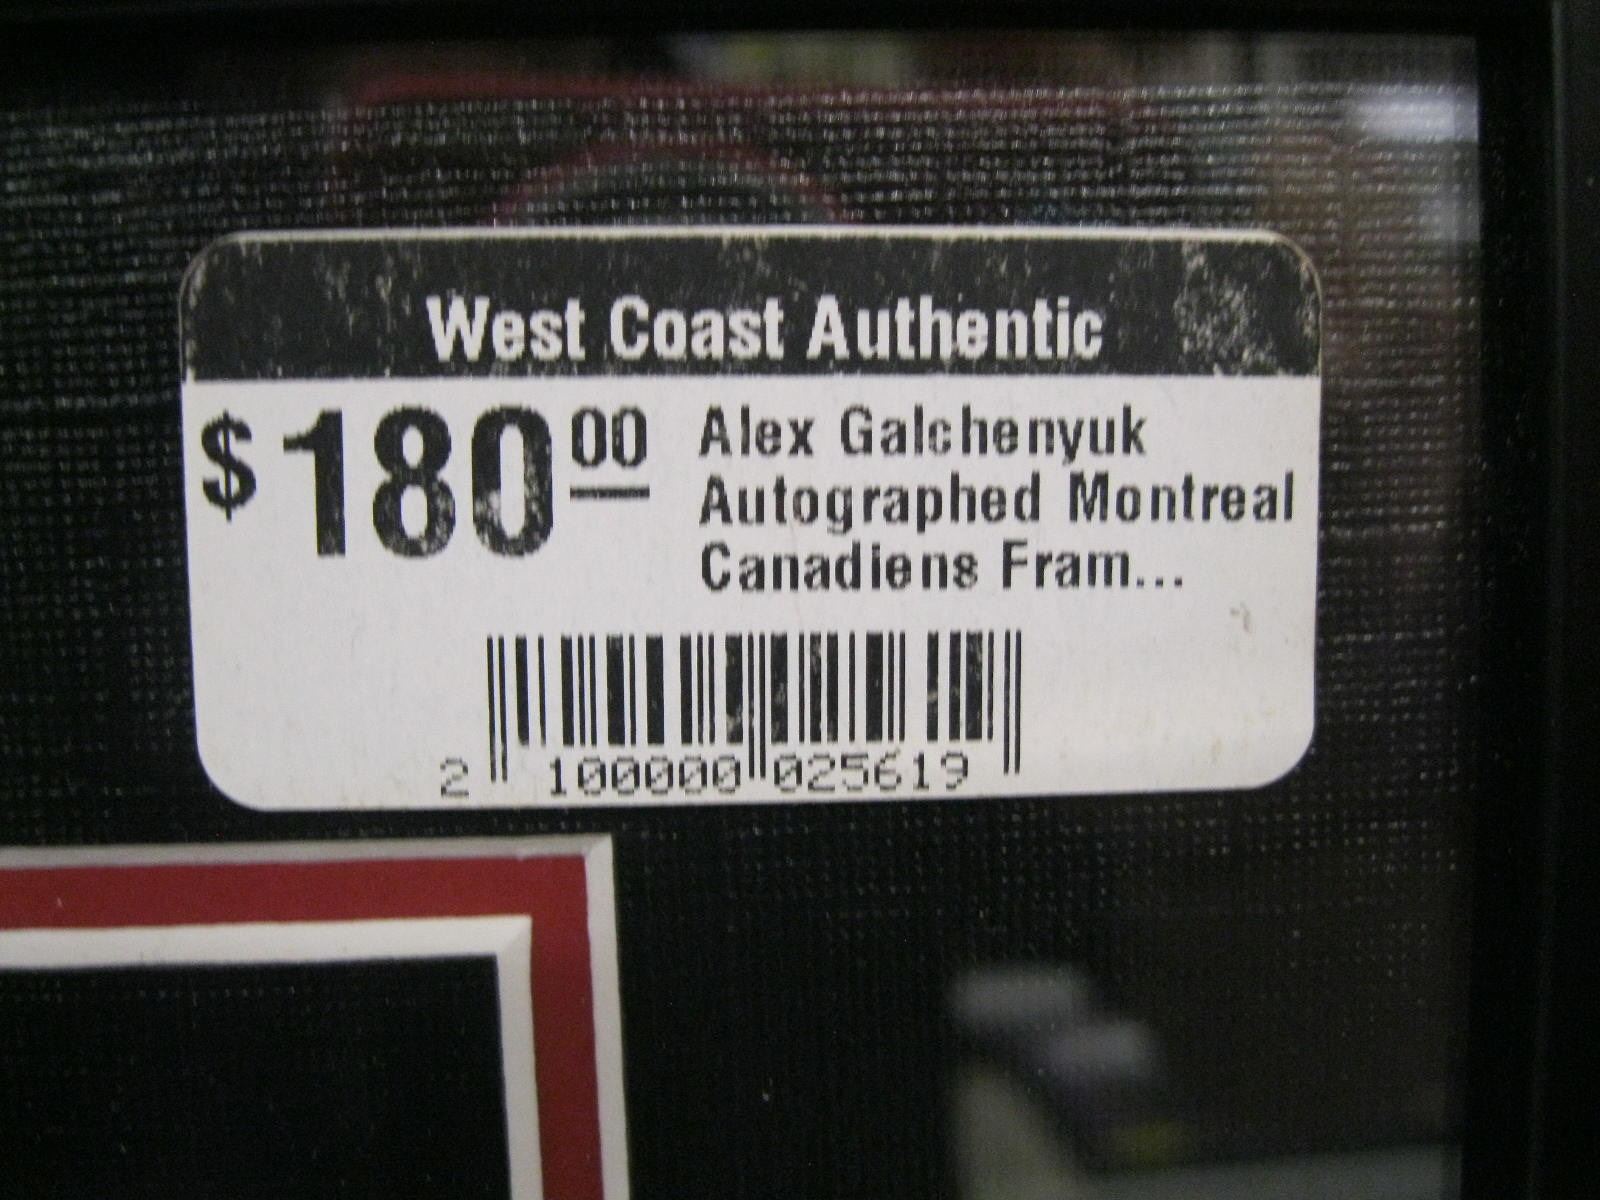 West Coast Authentic
$180 00 Alex Galchenyuk
Autographed Montreal
Canadiens Fram...
2 100000 025619